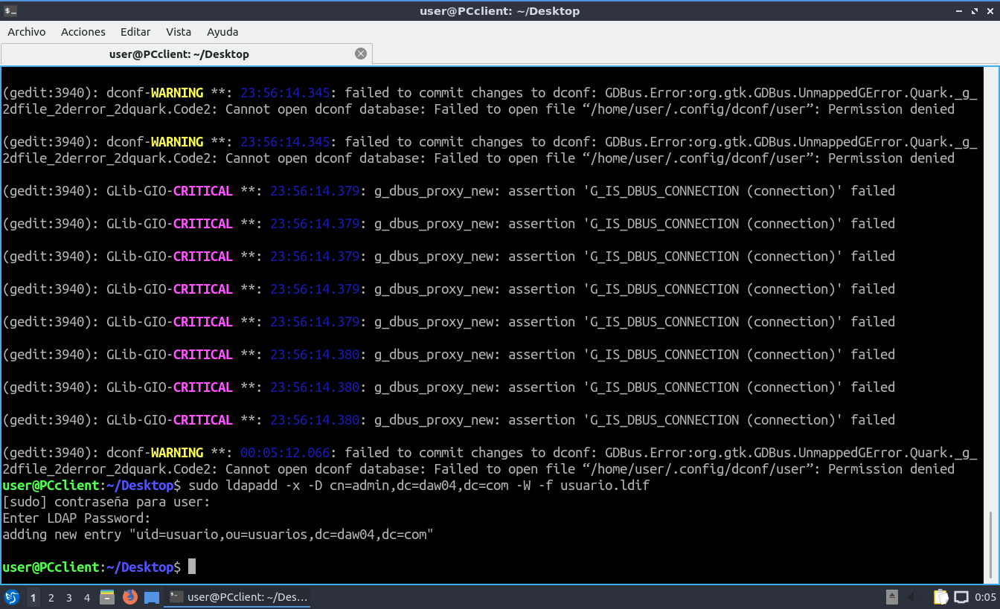 user@PCclient: ~/Desktop
Archivo Acciones Editar Vista Ayuda
user@PCclient: ~/Desktop
(gedit:3940): dconf-WARNING **: 23:56:14.345: failed to commit changes to dconf: GDBus.Error:org.gtk.GDBus.UnmappedGError.Quark._g_
2dfile_2derror_2dquark.Code2: Cannot open dconf database: Failed to open file “/home/user/.config/dconf/user”: Permission denied
(gedit:3940): dconf-WARNING **: 23:56:14.345: failed to commit changes to dconf: GDBus.Error:org.gtk.GDBus.UnmappedGError.Quark._g_
2dfile_2derror_2dquark.Code2: Cannot open dconf database: Failed to open file “/home/user/.config/dconf/user”: Permission denied
(gedit:3940): GLib-GIO-CRITICAL **: 23:56:14.379: g_dbus_proxy_new: assertion 'G_IS_DBUS_CONNECTION (connection)' failed
(gedit:3940): GLib-GIO-CRITICAL **: 23:56:14.379: g_dbus_proxy_new: assertion 'G_IS_DBUS_CONNECTION (connection)' failed
(gedit:3940): GLib-GIO-CRITICAL **: 23:56:14.379: g_dbus_proxy_new: assertion 'G_IS_DBUS_CONNECTION (connection)' failed
(gedit:3940): GLib-GIO-CRITICAL **: 23:56:14.379: g_dbus_proxy_new: assertion 'G_IS_DBUS_CONNECTION (connection)' failed
(gedit:3940): GLib-GIO-CRITICAL **: 23:56:14.379: g_dbus_proxy_new: assertion 'G_IS_DBUS_CONNECTION (connection)' failed
(gedit:3940): GLib-GIO-CRITICAL **: 23:56:14.380: g_dbus_proxy_new: assertion 'G_IS_DBUS_CONNECTION (connection)' failed
(gedit:3940): GLib-GIO-CRITICAL **: 23:56:14.380: g_dbus_proxy_new: assertion 'G_IS_DBUS_CONNECTION (connection)' failed
(gedit:3940): GLib-GIO-CRITICAL **: 23:56:14.380: g_dbus_proxy_new: assertion 'G_IS_DBUS_CONNECTION (connection)' failed
(gedit:3940): dconf-WARNING **: 00:05:12.066: failed to commit changes to dconf: GDBus.Error:org.gtk.GDBus.UnmappedGError.Quark._g_
2dfile_2derror_2dquark.Code2: Cannot open dconf database: Failed to open file “/home/user/.config/dconf/user”: Permission denied
user@PCclient:~/Desktop$ sudo ldapadd -x -D cn=admin,dc=daw04,dc=com -W -f usuario.ldif
[sudo] contraseña para user:
Enter LDAP Password:
adding new entry "uid=usuario,ou=usuarios,dc=daw04,dc=com"
user@PCclient:~/Desktop$
1 2 3 4 user@PCclient: ~/Des... 0:05